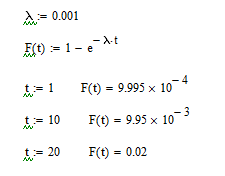 λ := 0.001
F(t) := 1 − e^(−λ·t)
t := 1 F(t) = 9.995 × 10^−4
t := 10 F(t) = 9.95 × 10^−3
t := 20 F(t) = 0.02